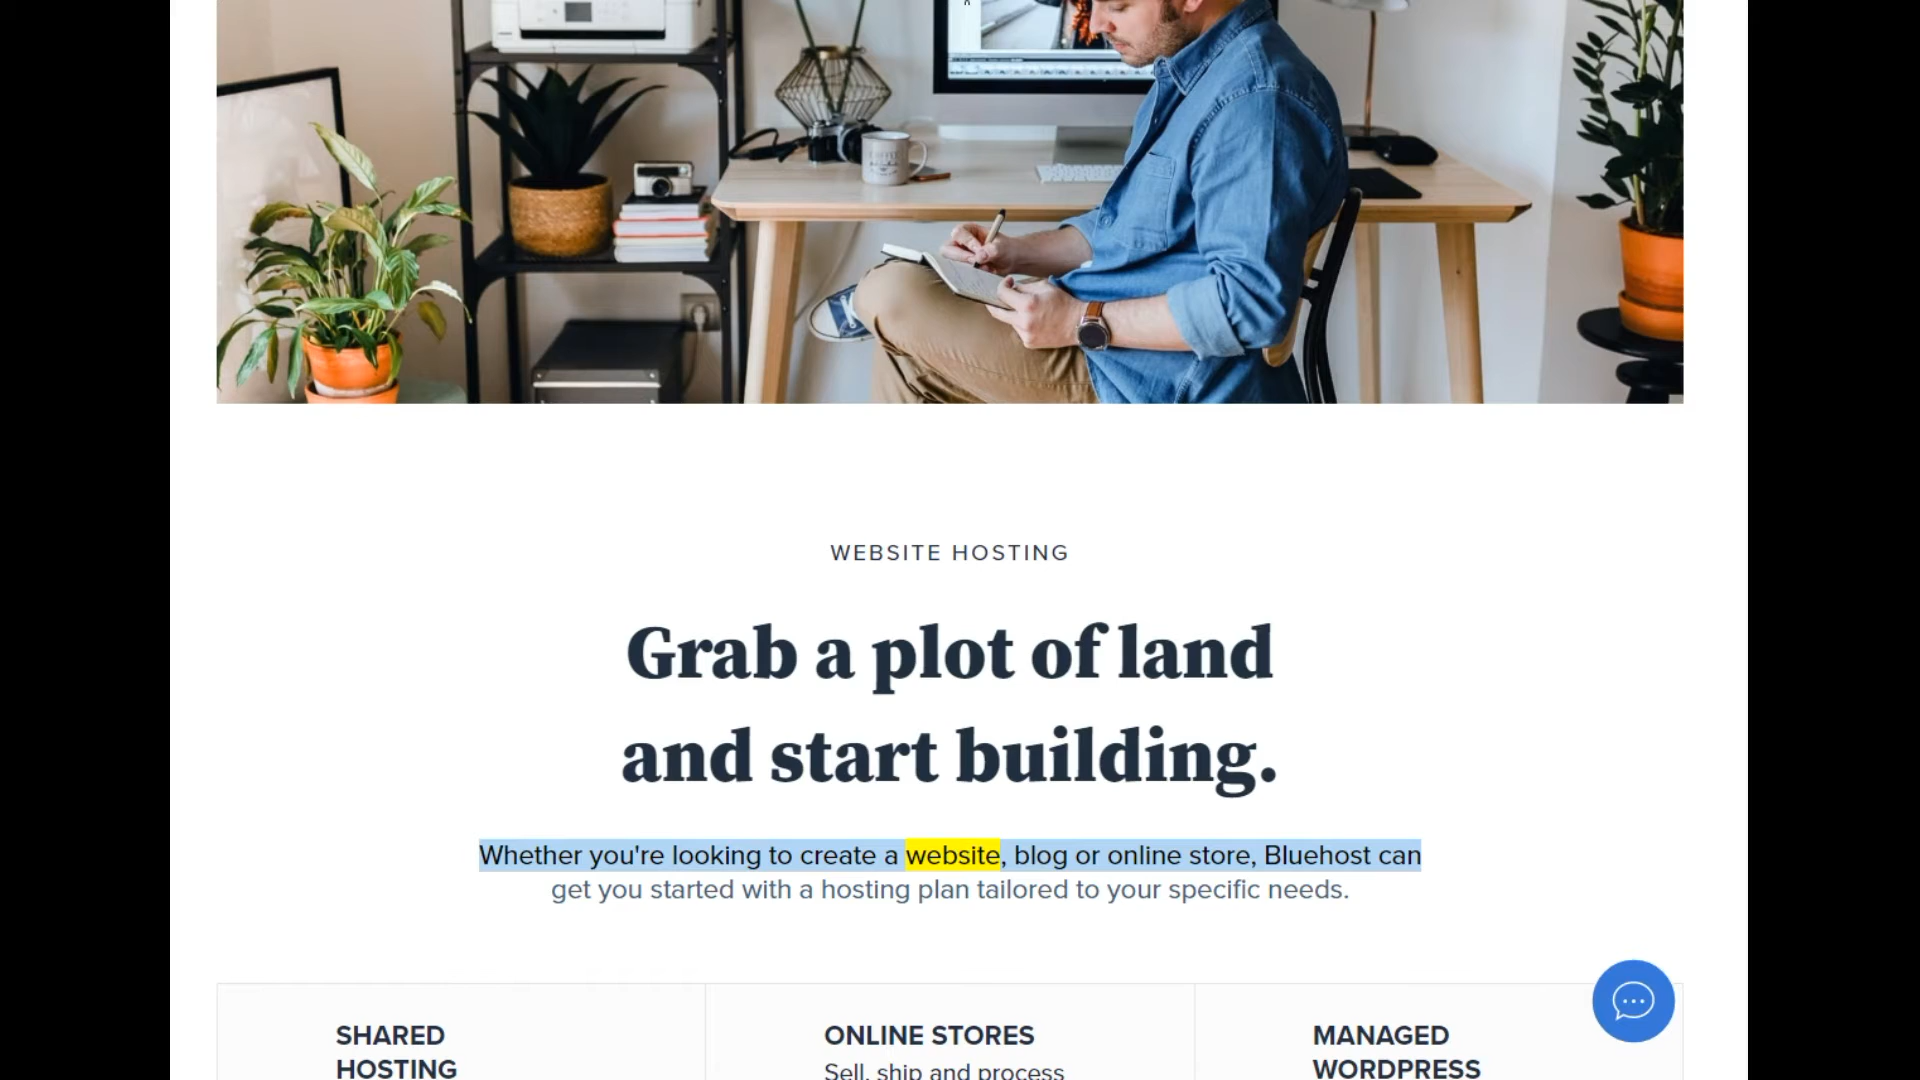 WEBSITE HOSTING
Grab a plot of land
and start building.
Whether you're looking to create a website, blog or online store, Bluehost can
get you started with a hosting plan tailored to your specific needs.
SHARED
HOSTING
ONLINE STORES
Sell, ship and process
MANAGED
WORDPRESS